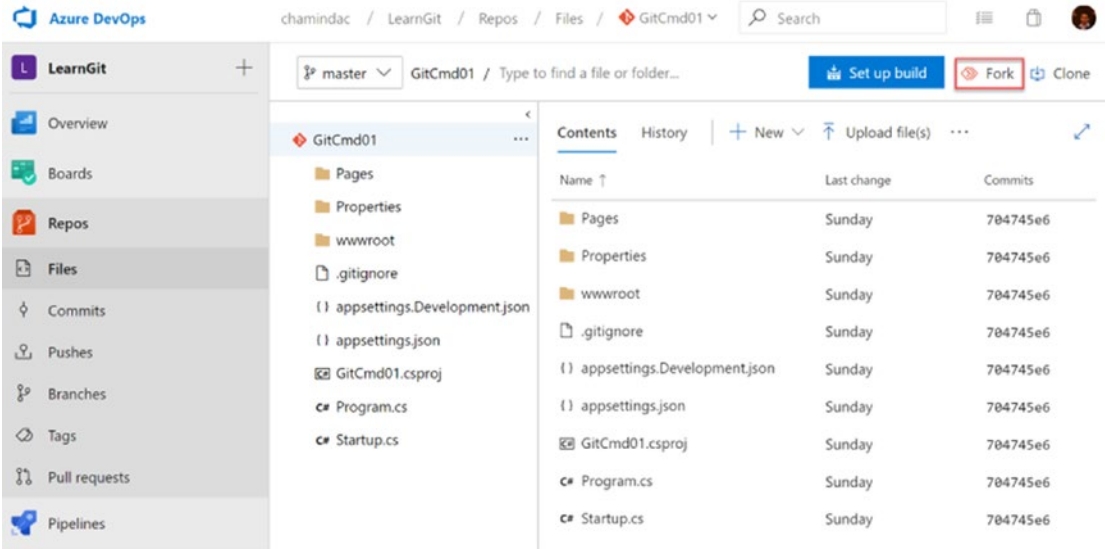 Azure DevOps
chamindac / LearnGit / Repos / Files / GitCmd01
Search
L LearnGit
master GitCmd01 / Type to find a file or folder...
Set up build Fork Clone
Overview
Boards
Repos
Files
Commits
Pushes
Branches
Tags
Pull requests
Pipelines
GitCmd01 ...
Pages
Properties
wwwroot
.gitignore
{} appsettings.Development.json
{} appsettings.json
C# GitCmd01.csproj
C# Program.cs
C# Startup.cs
Contents History New Upload file(s) ...
Name ↑ Last change Commits
Pages Sunday 704745e6
Properties Sunday 704745e6
wwwroot Sunday 704745e6
.gitignore Sunday 704745e6
{} appsettings.Development.json Sunday 704745e6
{} appsettings.json Sunday 704745e6
C# GitCmd01.csproj Sunday 704745e6
C# Program.cs Sunday 704745e6
C# Startup.cs Sunday 704745e6